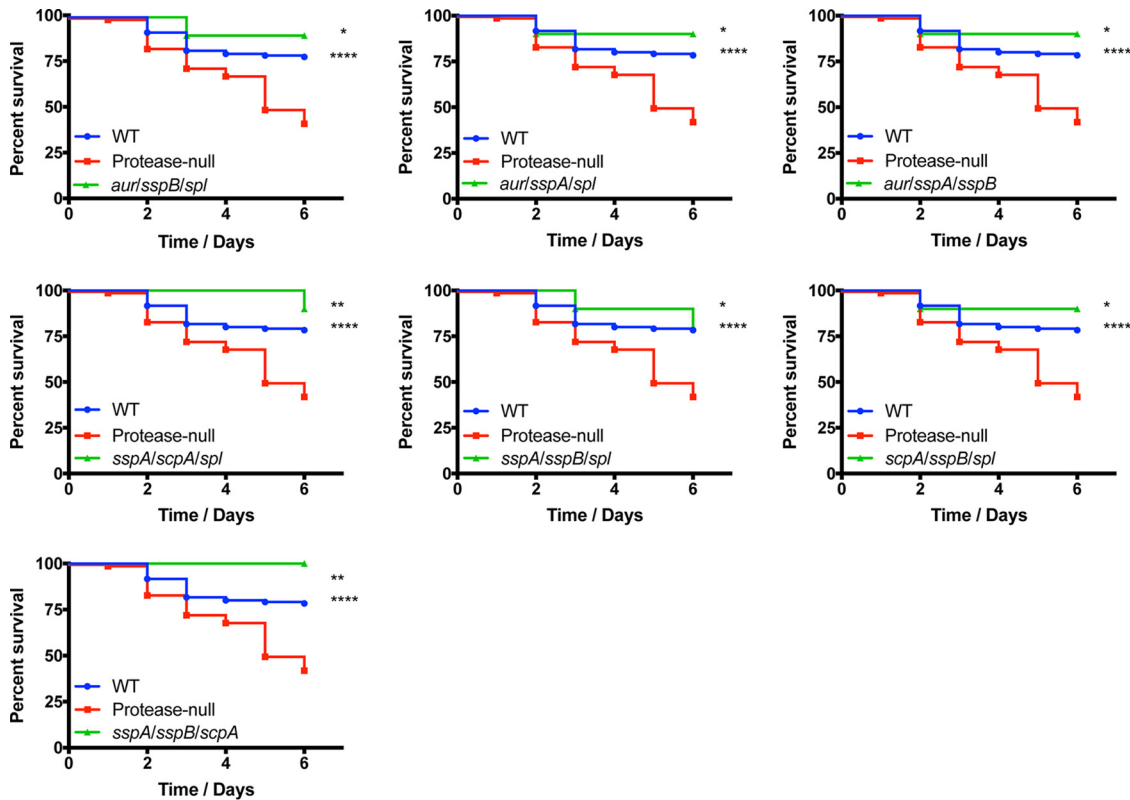 Percent survival
100
75
50
25
0
*
****
WT
Protease-null
aur/sspB/spl
0 2 4 6
Time / Days
Percent survival
100
75
50
25
0
*
****
WT
Protease-null
aur/sspA/spl
0 2 4 6
Time / Days
Percent survival
100
75
50
25
0
*
****
WT
Protease-null
aur/sspA/sspB
0 2 4 6
Time / Days
Percent survival
100
75
50
25
0
**
****
WT
Protease-null
sspA/scpA/spl
0 2 4 6
Time / Days
Percent survival
100
75
50
25
0
*
****
WT
Protease-null
sspA/sspB/spl
0 2 4 6
Time / Days
Percent survival
100
75
50
25
0
*
****
WT
Protease-null
scpA/sspB/spl
0 2 4 6
Time / Days
Percent survival
100
75
50
25
0
**
****
WT
Protease-null
sspA/sspB/scpA
0 2 4 6
Time / Days